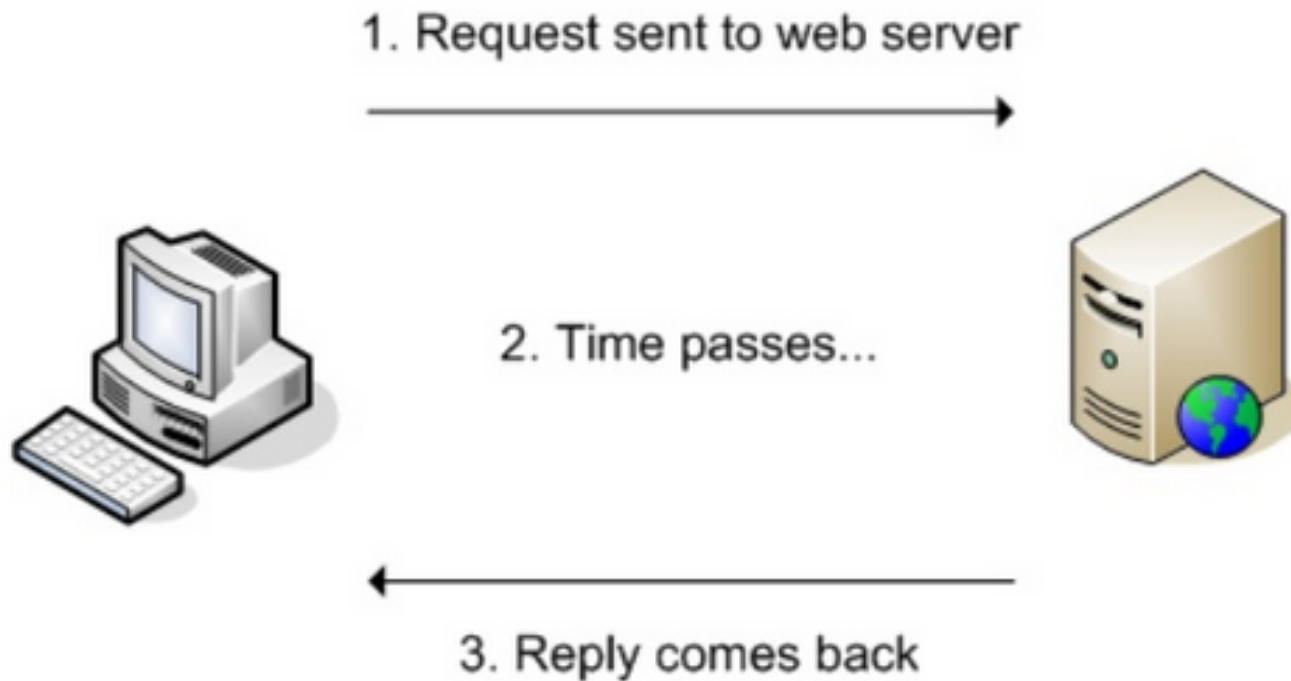 1. Request sent to web server
2. Time passes...
3. Reply comes back